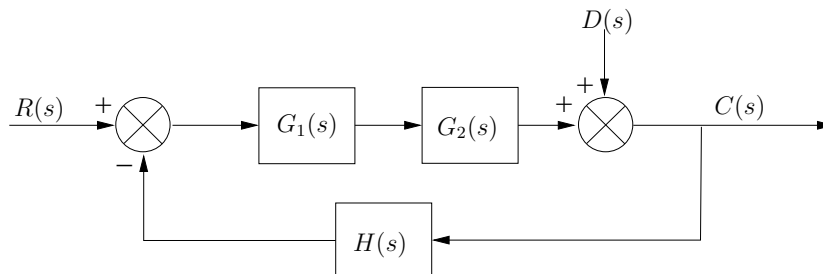 D(s)
R(s)
+
+
+
C(s)
G₁(s)
G₂(s)
−
H(s)